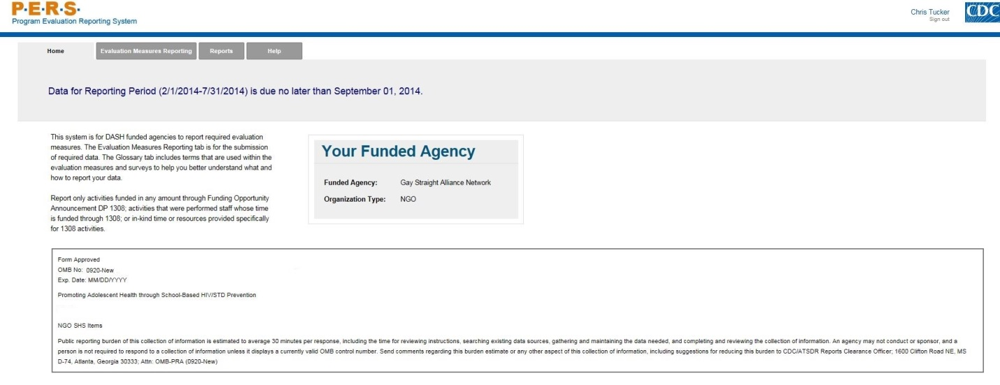 P·E·R·S·
Program Evaluation Reporting System
Chris Tucker
Sign out
CDC
Home
Evaluation Measures Reporting
Reports
Help
Data for Reporting Period (2/1/2014-7/31/2014) is due no later than September 01, 2014.
This system is for DASH funded agencies to report required evaluation
measures. The Evaluation Measures Reporting tab is for the submission
of required data. The Glossary tab includes terms that are used within the
evaluation measures and surveys to help you better understand what and
how to report your data.
Report only activities funded in any amount through Funding Opportunity
Announcement DP 1308; activities that were performed staff whose time
is funded through 1308; or in-kind time or resources provided specifically
for 1308 activities.
Your Funded Agency
Funded Agency: Gay Straight Alliance Network
Organization Type: NGO
Form Approved
OMB No: 0920-New
Exp. Date: MM/DD/YYYY
Promoting Adolescent Health through School-Based HIV/STD Prevention
NGO SHS Items
Public reporting burden of this collection of information is estimated to average 30 minutes per response, including the time for reviewing instructions, searching existing data sources, gathering and maintaining the data needed, and completing and reviewing the collection of information. An agency may not conduct or sponsor, and a
person is not required to respond to a collection of information unless it displays a currently valid OMB control number. Send comments regarding this burden estimate or any other aspect of this collection of information, including suggestions for reducing this burden to CDC/ATSDR Reports Clearance Officer; 1600 Clifton Road NE, MS
D-74, Atlanta, Georgia 30333; Attn: OMB-PRA (0920-New)